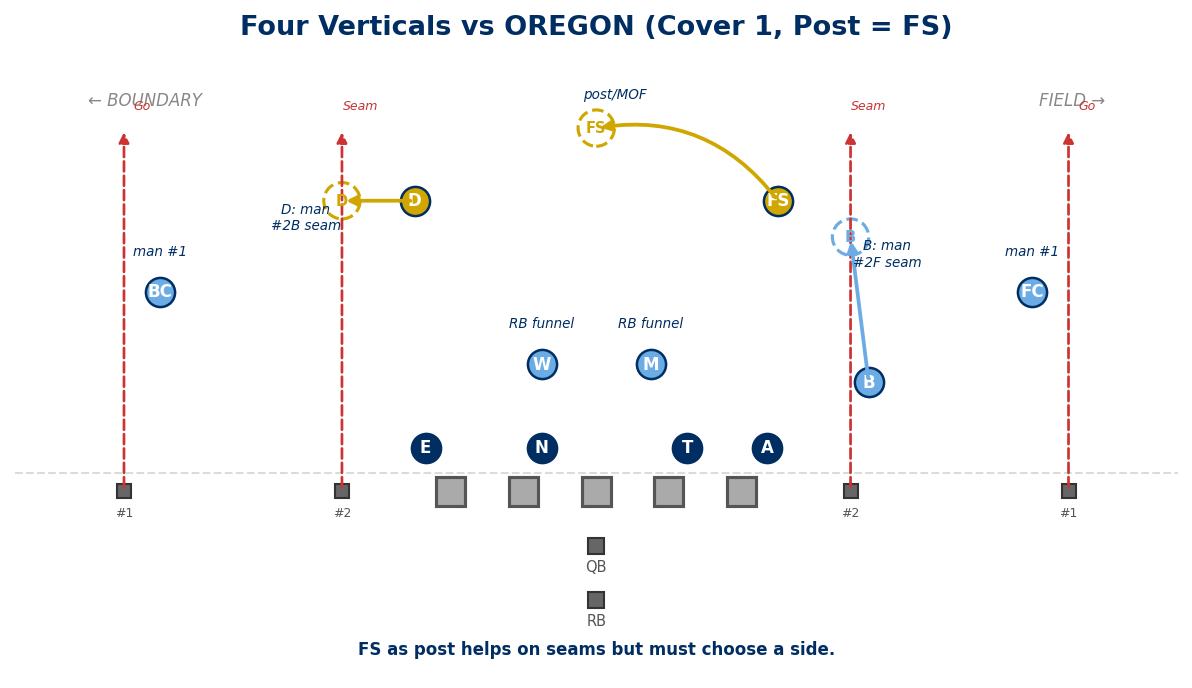 Four Verticals vs OREGON (Cover 1, Post = FS)
post/MOF
← BOUNDARY
FIELD →
Go
Seam
Seam
Go
FS
D
D
FS
D: man
#2B seam
B
B: man
#2F seam
man #1
man #1
BC
FC
RB funnel
RB funnel
W
M
B
E
N
T
A
#1
#2
#2
#1
QB
RB
FS as post helps on seams but must choose a side.